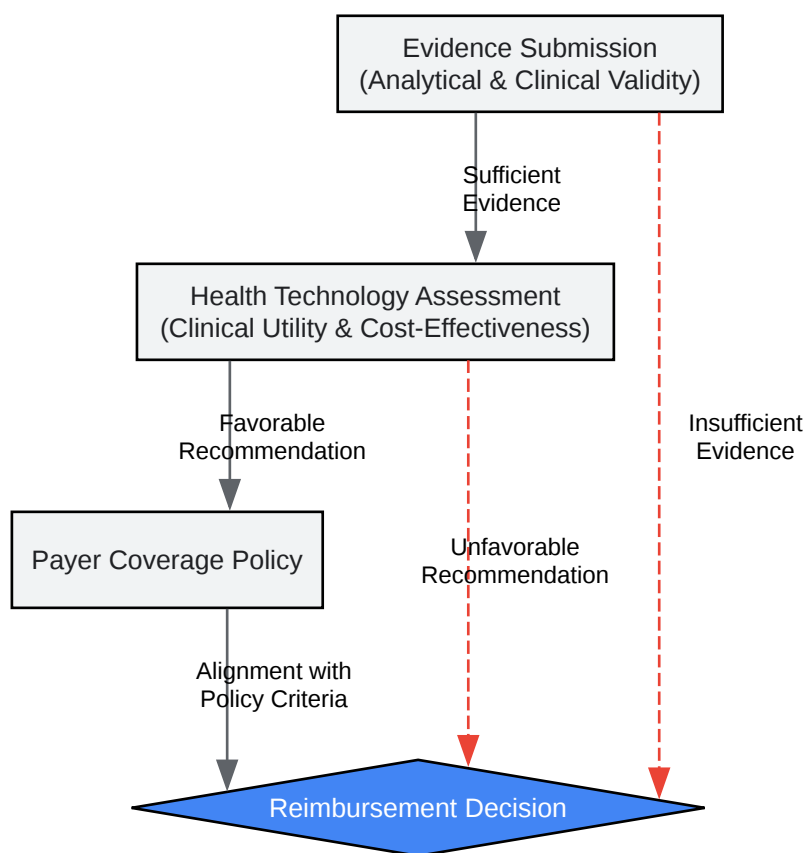 Evidence Submission
(Analytical & Clinical Validity)
Sufficient
Evidence
Health Technology Assessment
(Clinical Utility & Cost-Effectiveness)
Favorable
Recommendation
Insufficient
Evidence
Payer Coverage Policy
Unfavorable
Recommendation
Alignment with
Policy Criteria
Reimbursement Decision